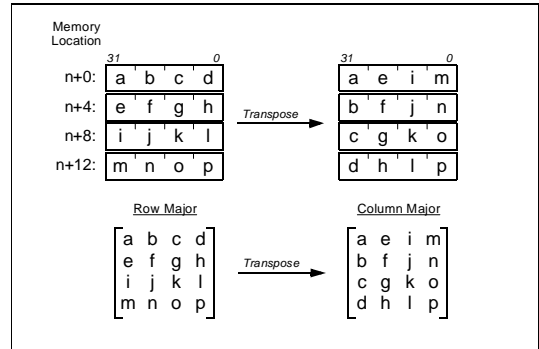 Memory
Location
31 0 31 0
n+0: a b c d a e i m
n+4: e f g h Transpose b f j n
n+8: i j k l c g k o
n+12: m n o p d h l p
Row Major Column Major
a b c d a e i m
e f g h Transpose b f j n
i j k l c g k o
m n o p d h l p